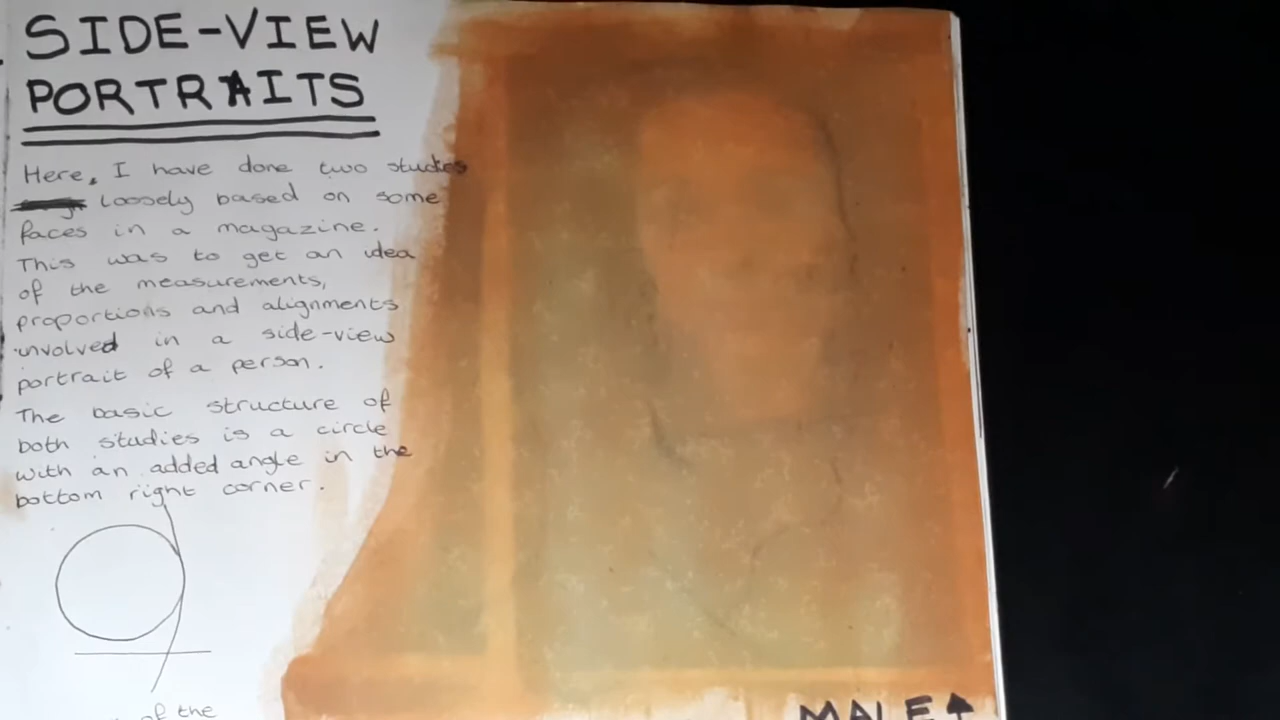 SIDE-VIEW
PORTRAITS
Here, I have done two studies
loosely based on some
faces in a magazine.
This was to get an idea
of the measurements,
proportions and alignments
involved in a side-view
portrait of a person.
The basic structure of
both studies is a circle
with an added angle in the
bottom right corner.
of the
MALE